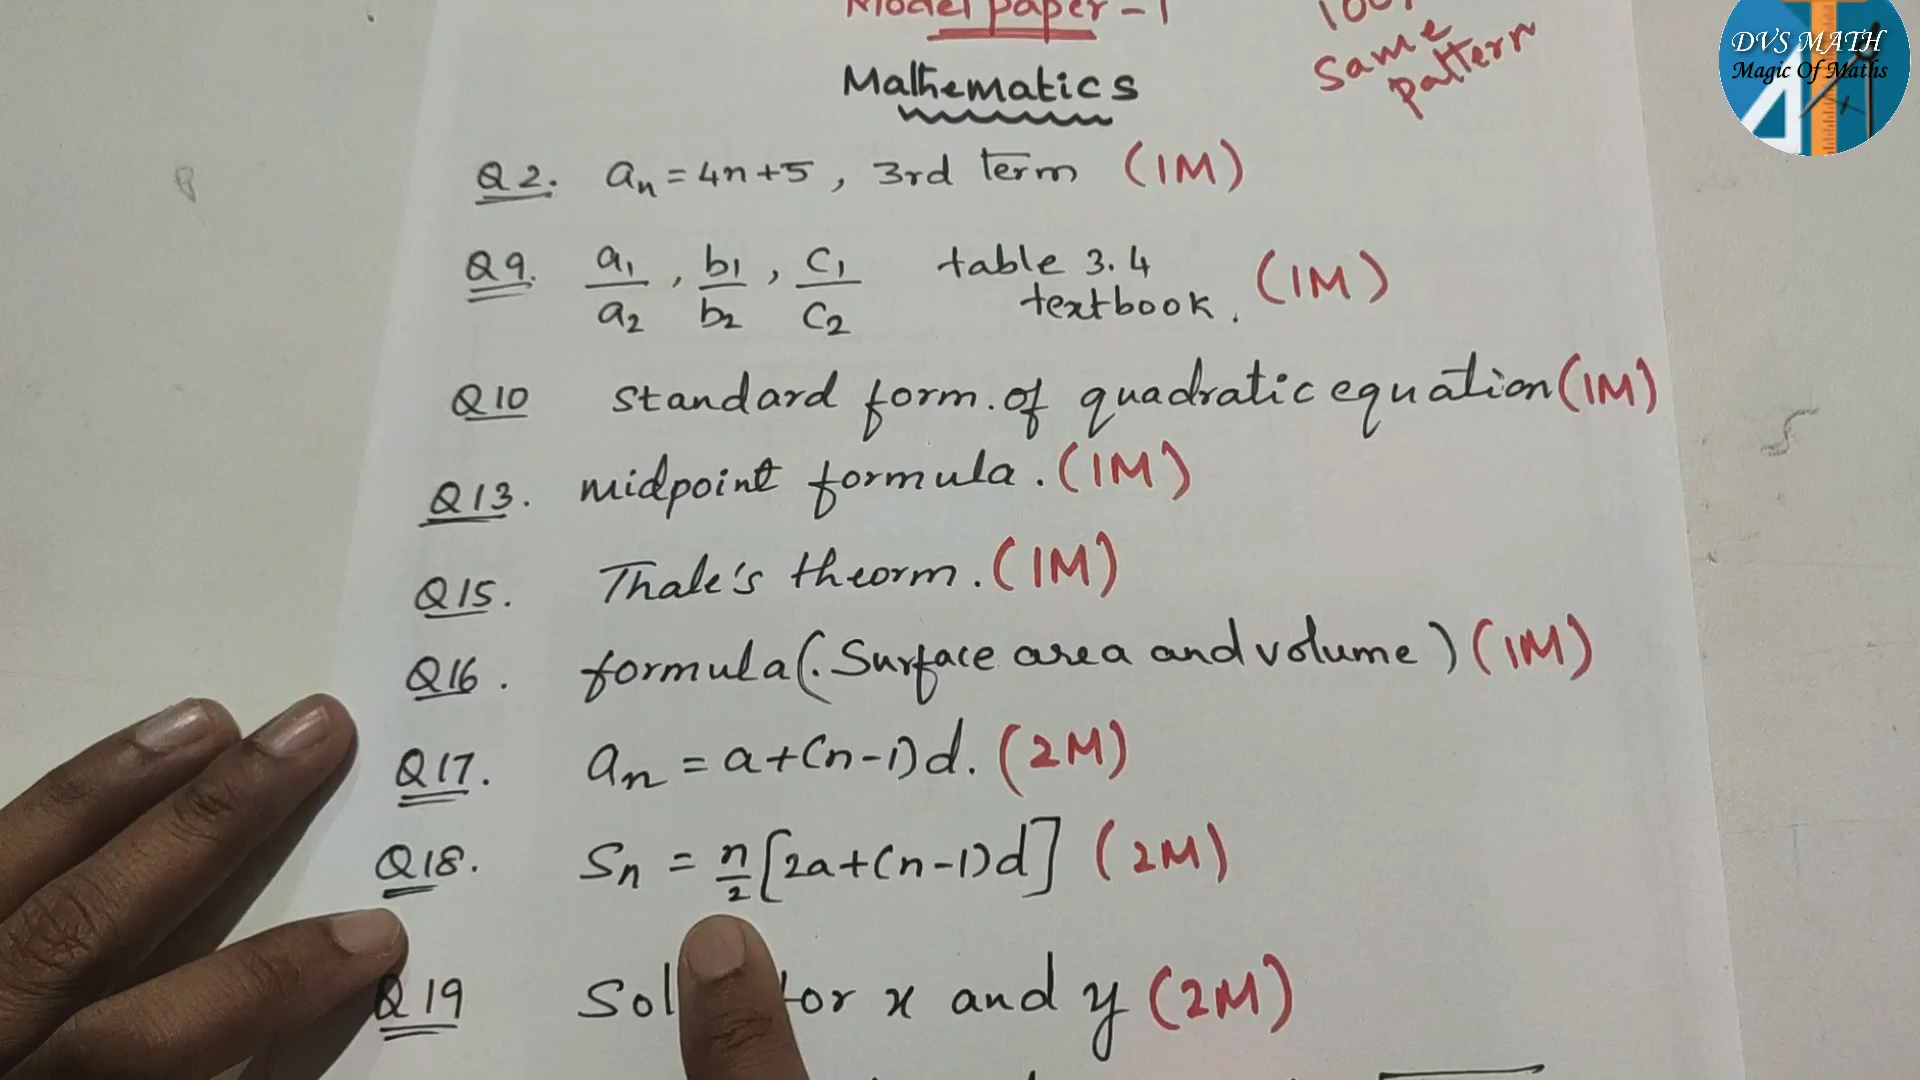 Model paper - 1
Same
pattern
DVS MATH
Magic Of Maths
Mathematics
Q2. aₙ = 4n+5, 3rd term (1M)
Q9. a₁/a₂, b₁/b₂, c₁/c₂ table 3.4 textbook. (1M)
Q10 standard form. of quadratic equation (1M)
Q13. midpoint formula. (1M)
Q15. Thale's theorm. (1M)
Q16. formula (. Surface area and volume) (1M)
Q17. aₙ = a+(n-1)d. (2M)
Q18. Sₙ = n/2 [2a+(n-1)d] (2M)
Q19 x and y (2M)